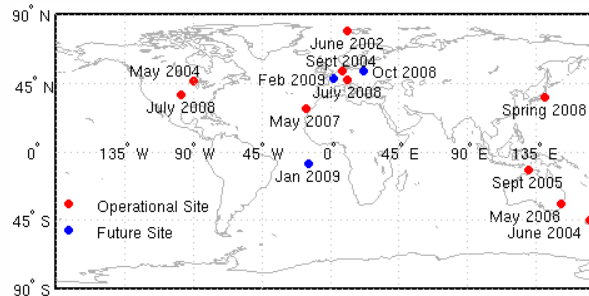 90° N
June 2002
Sept 2004
May 2004
Oct 2008
Feb 2009
45° N
July 2008
July 2008
Spring 2008
May 2007
0°
135° W
90° W
45° W
0°
45° E
90° E
135° E
Jan 2009
Sept 2005
Operational Site
May 2008
45° S
June 2004
Future Site
90° S